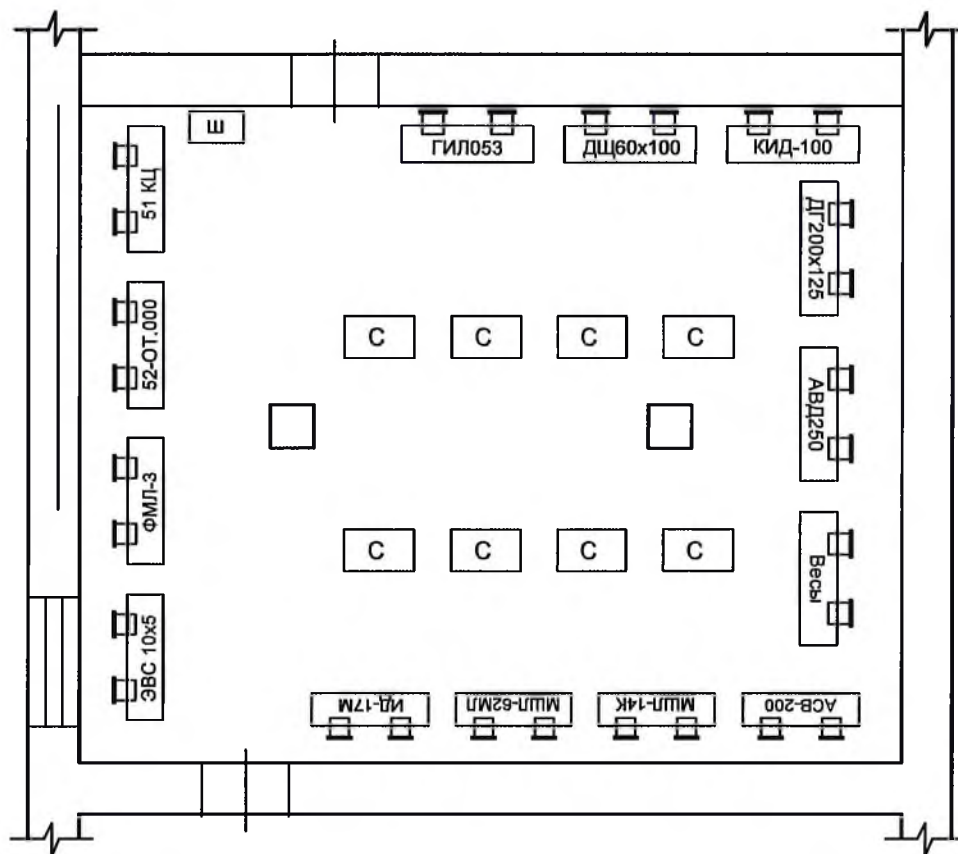 Ш
ГИЛ053
ДЩ60х100
КИД-100
51 КЦ
ДГ200х125
52-ОТ.000
С
С
С
С
АВД250
ФМЛ-3
С
С
С
С
Весы
ЭВС 10х5
ИД-17М
МШЛ-62МЛ
МШЛ-14К
АСВ-200